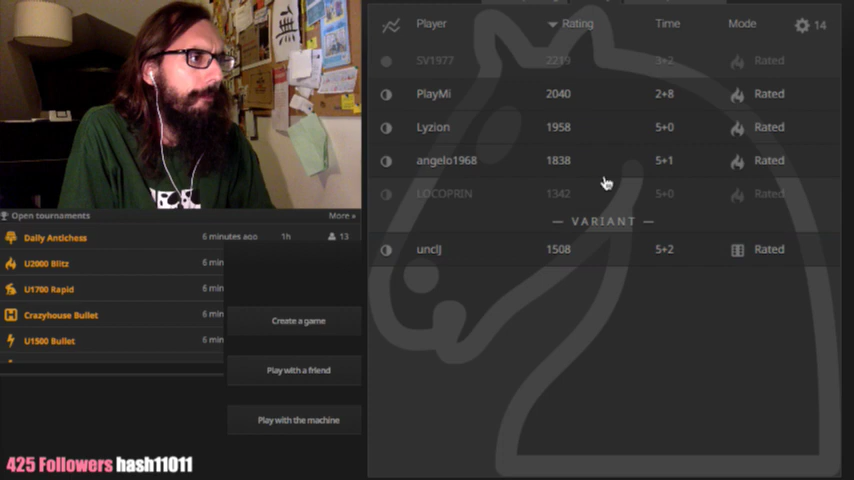 Player Rating Time Mode 14
SV1977 2219 3+2 Rated
PlayMi 2040 2+8 Rated
Lyzion 1958 5+0 Rated
angelo1968 1838 5+1 Rated
LOCOPRIN 1342 5+0 Rated
— VARIANT —
unclJ 1508 5+2 Rated
Open tournaments More »
Daily Antichess 6 minutes ago 1h 13
U2000 Blitz 6 min
U1700 Rapid 6 min
Crazyhouse Bullet 6 min
U1500 Bullet 6 min
Create a game
Play with a friend
Play with the machine
425 Followers hash11011